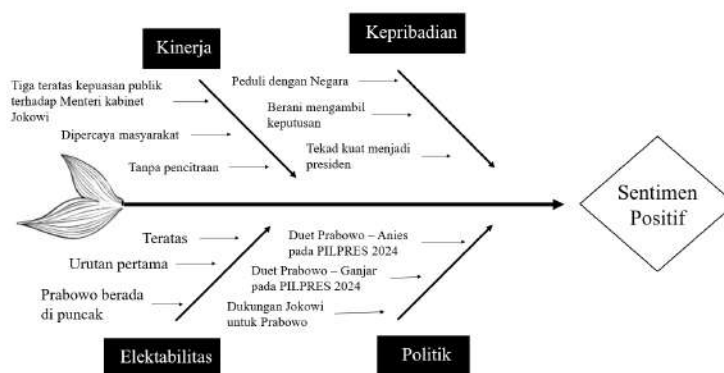 Kinerja
Kepribadian
Tiga teratas kepuasan publik
terhadap Menteri kabinet
Jokowi
Dipercaya masyarakat
Tanpa pencitraan
Peduli dengan Negara
Berani mengambil
keputusan
Tekad kuat menjadi
presiden
Sentimen
Positif
Teratas
Urutan pertama
Prabowo berada
di puncak
Duet Prabowo – Anies
pada PILPRES 2024
Duet Prabowo – Ganjar
pada PILPRES 2024
Dukungan Jokowi
untuk Prabowo
Elektabilitas
Politik